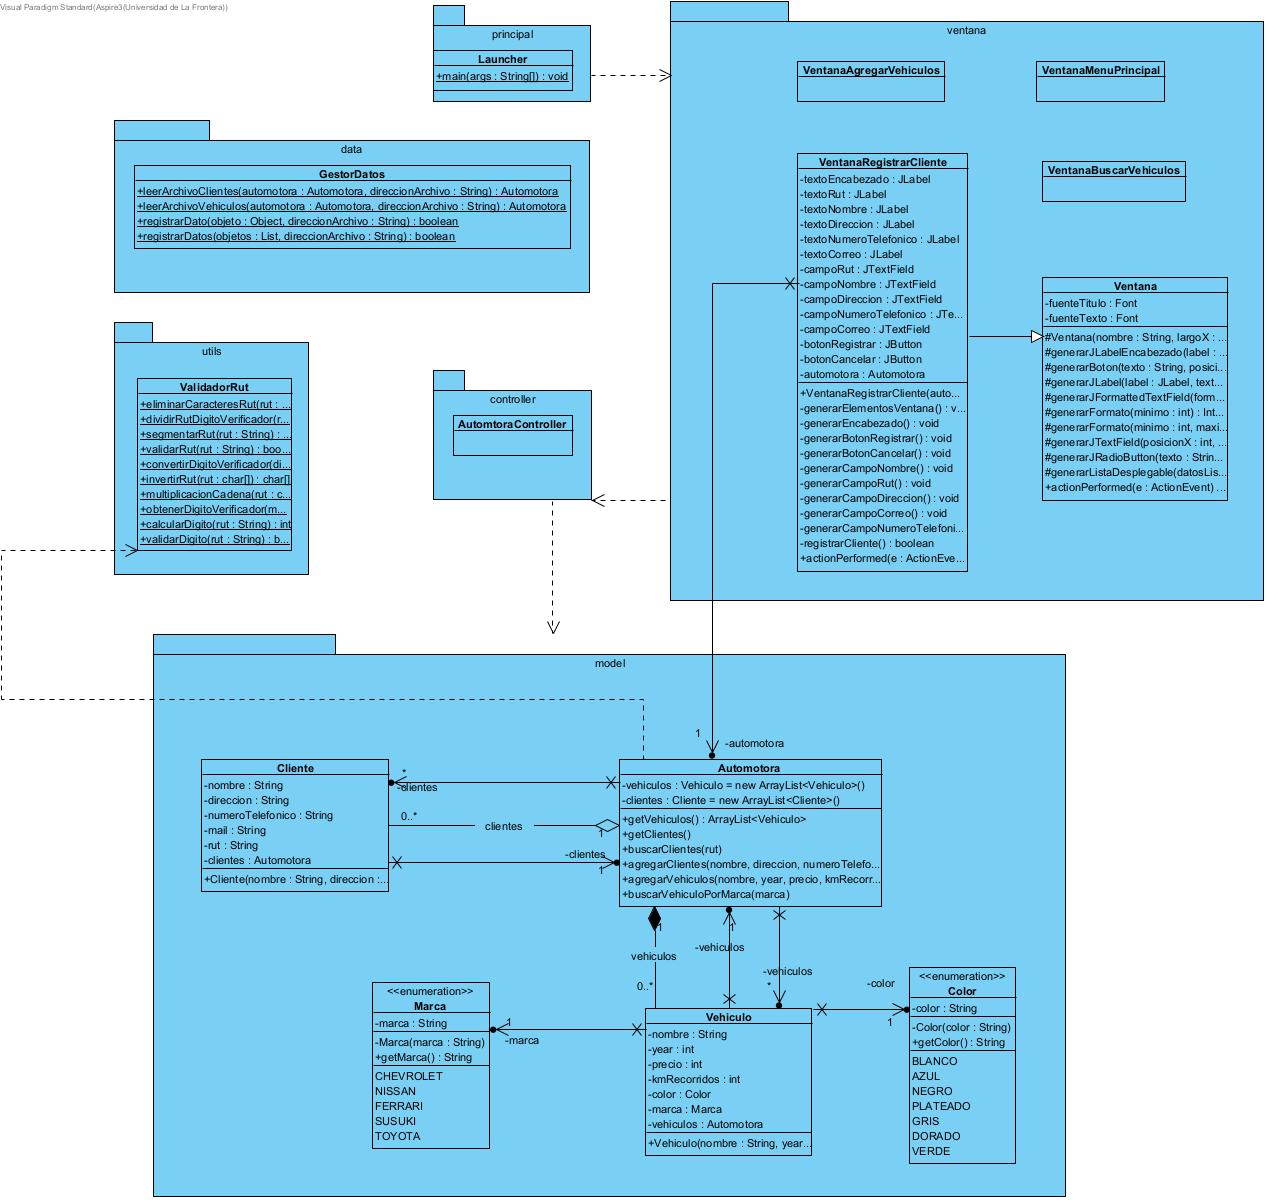 Visual Paradigm Standard(Aspire3(Universidad de La Frontera))
principal
Launcher
+main(args : String[]) : void
ventana
VentanaAgregarVehiculos
VentanaMenuPrincipal
VentanaRegistrarCliente
-textoEncabezado : JLabel
-textoRut : JLabel
-textoNombre : JLabel
-textoDireccion : JLabel
-textoNumeroTelefonico : JLabel
-textoCorreo : JLabel
-campoRut : JTextField
-campoNombre : JTextField
-campoDireccion : JTextField
-campoNumeroTelefonico : JTe...
-campoCorreo : JTextField
-botonRegistrar : JButton
-botonCancelar : JButton
-automotora : Automotora
+VentanaRegistrarCliente(auto...
-generarElementosVentana() : v...
-generarEncabezado() : void
-generarBotonRegistrar() : void
-generarBotonCancelar() : void
-generarCampoNombre() : void
-generarCampoRut() : void
-generarCampoDireccion() : void
-generarCampoCorreo() : void
-generarCampoNumeroTelefoni...
-registrarCliente() : boolean
+actionPerformed(e : ActionEve...
VentanaBuscarVehiculos
Ventana
-fuenteTitulo : Font
-fuenteTexto : Font
#Ventana(nombre : String, largoX : ...
#generarJLabelEncabezado(label : ...
#generarBoton(texto : String, posici...
#generarJLabel(label : JLabel, text...
#generarJFormattedTextField(form...
#generarFormato(minimo : int) : Int...
#generarFormato(minimo : int, maxi...
#generarJTextField(posicionX : int, ...
#generarJRadioButton(texto : Strin...
#generarListaDesplegable(datosLis...
+actionPerformed(e : ActionEvent) ...
data
GestorDatos
+leerArchivoClientes(automotora : Automotora, direccionArchivo : String) : Automotora
+leerArchivoVehiculos(automotora : Automotora, direccionArchivo : String) : Automotora
+registrarDato(objeto : Object, direccionArchivo : String) : boolean
+registrarDatos(objetos : List, direccionArchivo : String) : boolean
utils
ValidadorRut
+eliminarCaracteresRut(rut : ...
+dividirRutDigitoVerificador(r...
+segmentarRut(rut : String) : ...
+validarRut(rut : String) : boo...
+convertirDigitoVerificador(di...
+invertirRut(rut : char[]) : char[]
+multiplicacionCadena(rut : c...
+obtenerDigitoVerificador(m...
+calcularDigito(rut : String) : int
+validarDigito(rut : String) : b...
controller
AutomtoraController
model
1
-automotora
Cliente
-nombre : String
-direccion : String
-numeroTelefonico : String
-mail : String
-rut : String
-clientes : Automotora
+Cliente(nombre : String, direccion :...
*
-clientes
0..*
clientes
1
-clientes
1
Automotora
-vehiculos : Vehiculo = new ArrayList<Vehiculo>()
-clientes : Cliente = new ArrayList<Cliente>()
+getVehiculos() : ArrayList<Vehiculo>
+getClientes()
+buscarClientes(rut)
+agregarClientes(nombre, direccion, numeroTelefo...
+agregarVehiculos(nombre, year, precio, kmRecorr...
+buscarVehiculoPorMarca(marca)
1
vehiculos
0..*
1
-vehiculos
-vehiculos
*
<<enumeration>>
Marca
-marca : String
-Marca(marca : String)
+getMarca() : String
CHEVROLET
NISSAN
FERRARI
SUSUKI
TOYOTA
1
-marca
Vehiculo
-nombre : String
-year : int
-precio : int
-kmRecorridos : int
-color : Color
-marca : Marca
-vehiculos : Automotora
+Vehiculo(nombre : String, year...
-color
1
<<enumeration>>
Color
-color : String
-Color(color : String)
+getColor() : String
BLANCO
AZUL
NEGRO
PLATEADO
GRIS
DORADO
VERDE